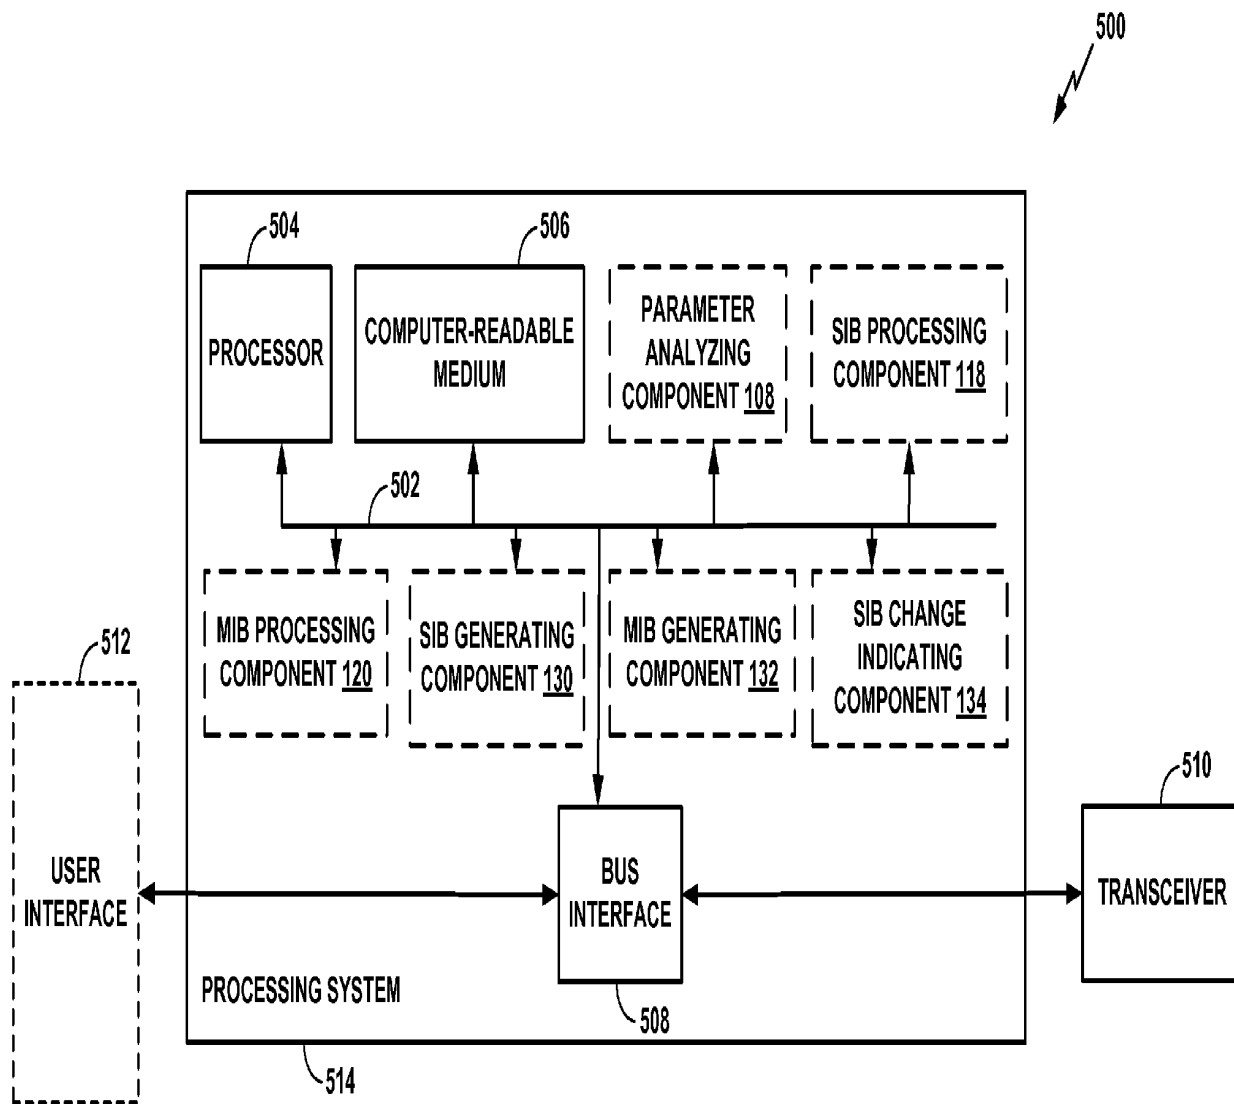 500
504
506
PROCESSOR
COMPUTER-READABLE
MEDIUM
PARAMETER
ANALYZING
COMPONENT 108
SIB PROCESSING
COMPONENT 118
502
MIB PROCESSING
COMPONENT 120
SIB GENERATING
COMPONENT 130
MIB GENERATING
COMPONENT 132
SIB CHANGE
INDICATING
COMPONENT 134
512
USER
INTERFACE
BUS
INTERFACE
510
TRANSCEIVER
PROCESSING SYSTEM
508
514